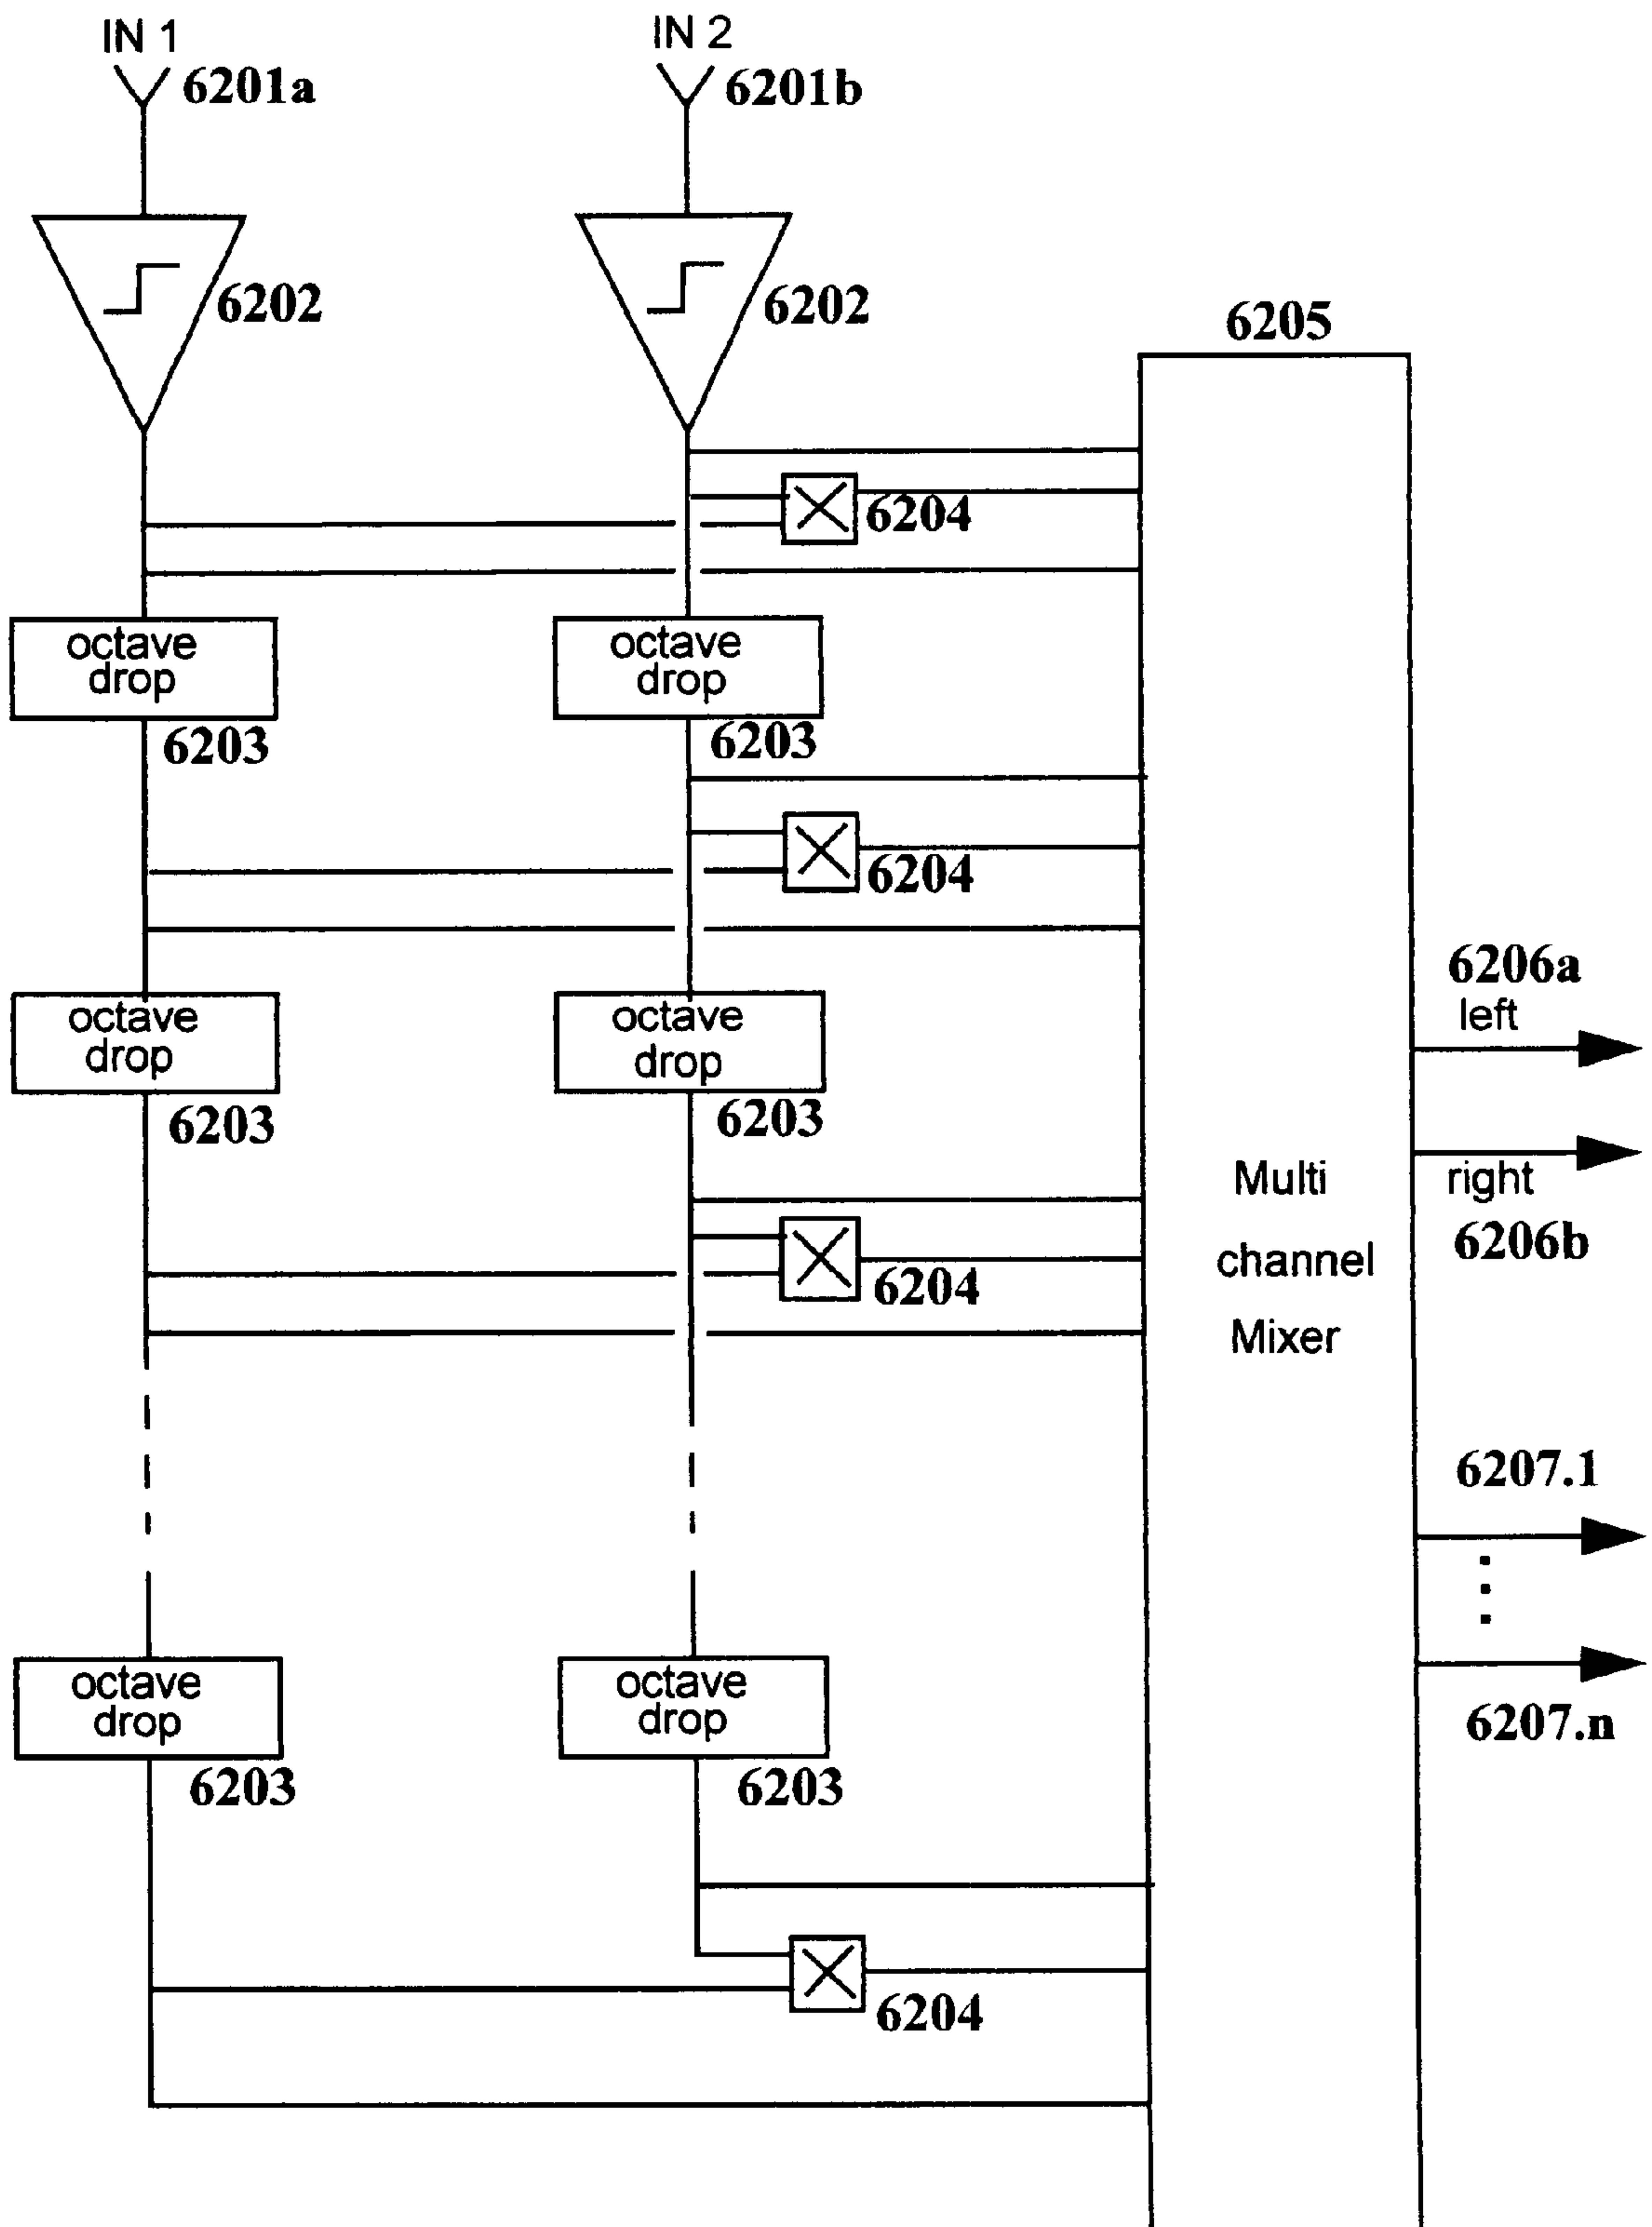 IN 1
6201a
IN 2
6201b
6202
6202
6205
6204
octave
drop
6203
octave
drop
6203
6204
6206a
left
octave
drop
6203
octave
drop
6203
right
6206b
Multi
channel
Mixer
6204
6207.1
6207.n
octave
drop
6203
octave
drop
6203
6204